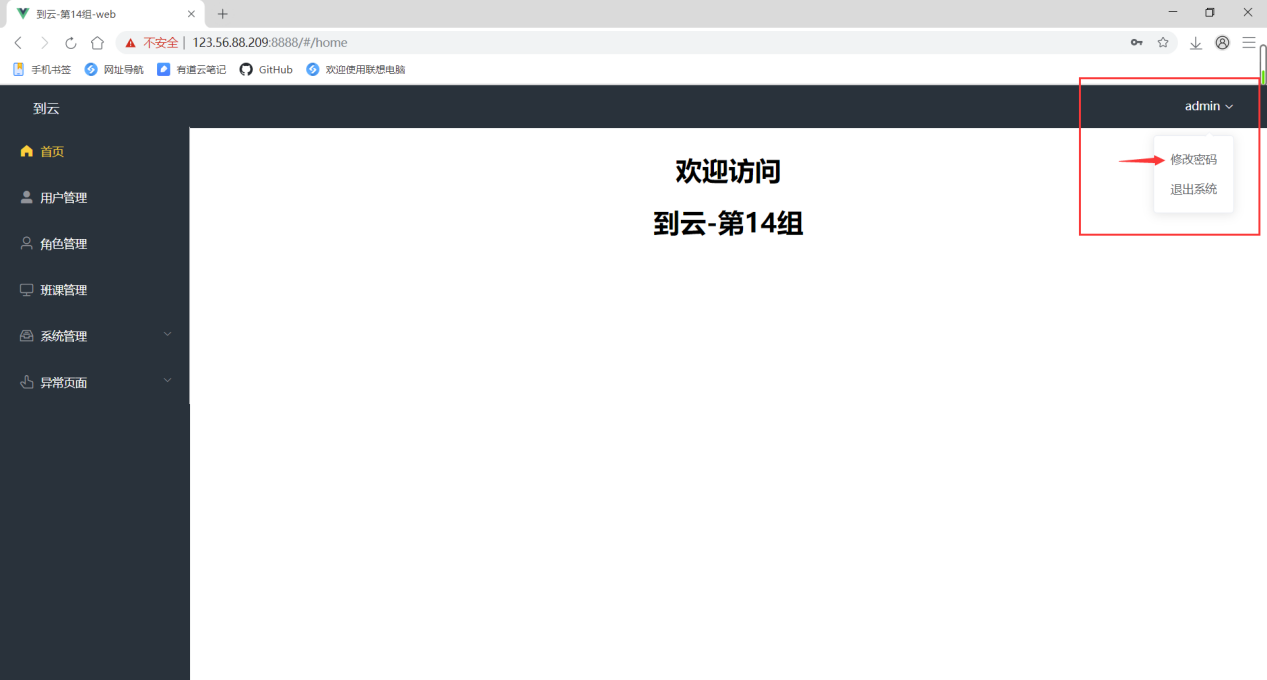 到云-第14组-web
不安全 | 123.56.88.209:8888/#/home
手机书签 网址导航 有道云笔记 GitHub 欢迎使用联想电脑
到云
admin
首页
用户管理
角色管理
班课管理
系统管理
异常页面
欢迎访问
到云-第14组
修改密码
退出系统